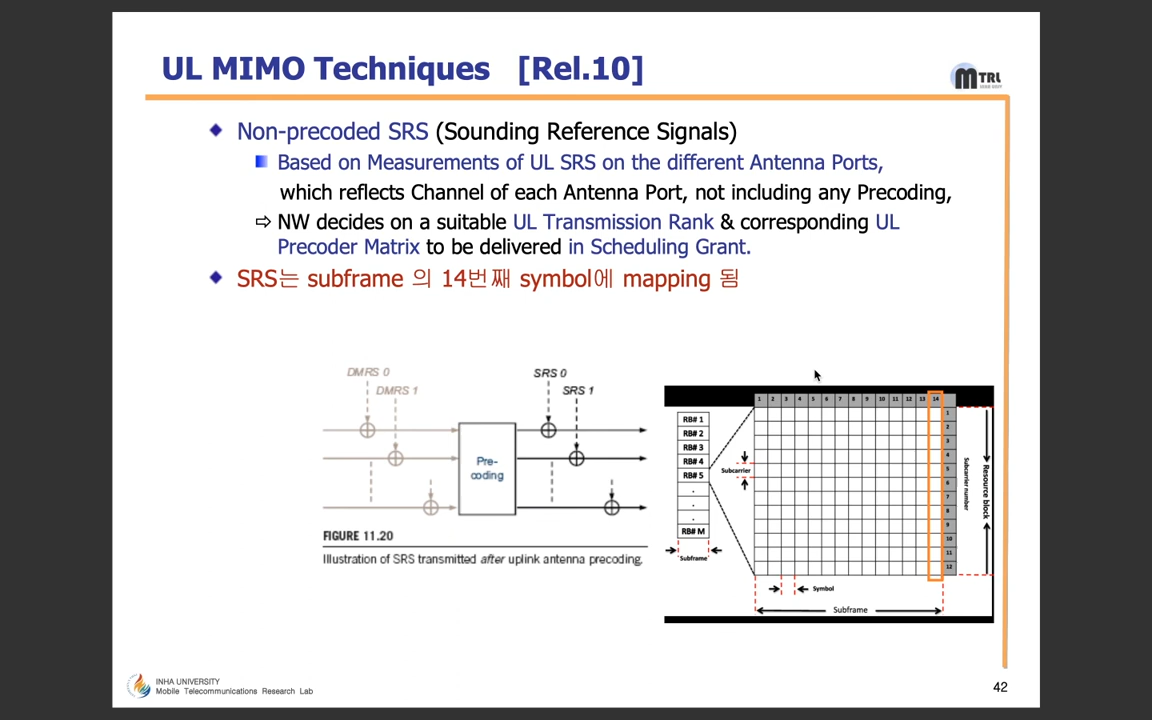 UL MIMO Techniques [Rel.10]
MTRL
Non-precoded SRS (Sounding Reference Signals)
Based on Measurements of UL SRS on the different Antenna Ports,
which reflects Channel of each Antenna Port, not including any Precoding,
⇨ NW decides on a suitable UL Transmission Rank & corresponding UL
Precoder Matrix to be delivered in Scheduling Grant.
SRS는 subframe 의 14번째 symbol에 mapping 됨
DMRS 0
DMRS 1
SRS 0
SRS 1
Pre-
coding
FIGURE 11.20
Illustration of SRS transmitted after uplink antenna precoding.
1 2 3 4 5 6 7 8 9 10 11 12 13 14
RB# 1
RB# 2
RB# 3
RB# 4
RB# 5
.
.
.
RB# M
Subframe
Subcarrier
1
2
3
4
5
6
7
8
9
10
11
12
Subcarrier number
Resource block
Symbol
Subframe
INHA UNIVERSITY
Mobile Telecommunications Research Lab
42